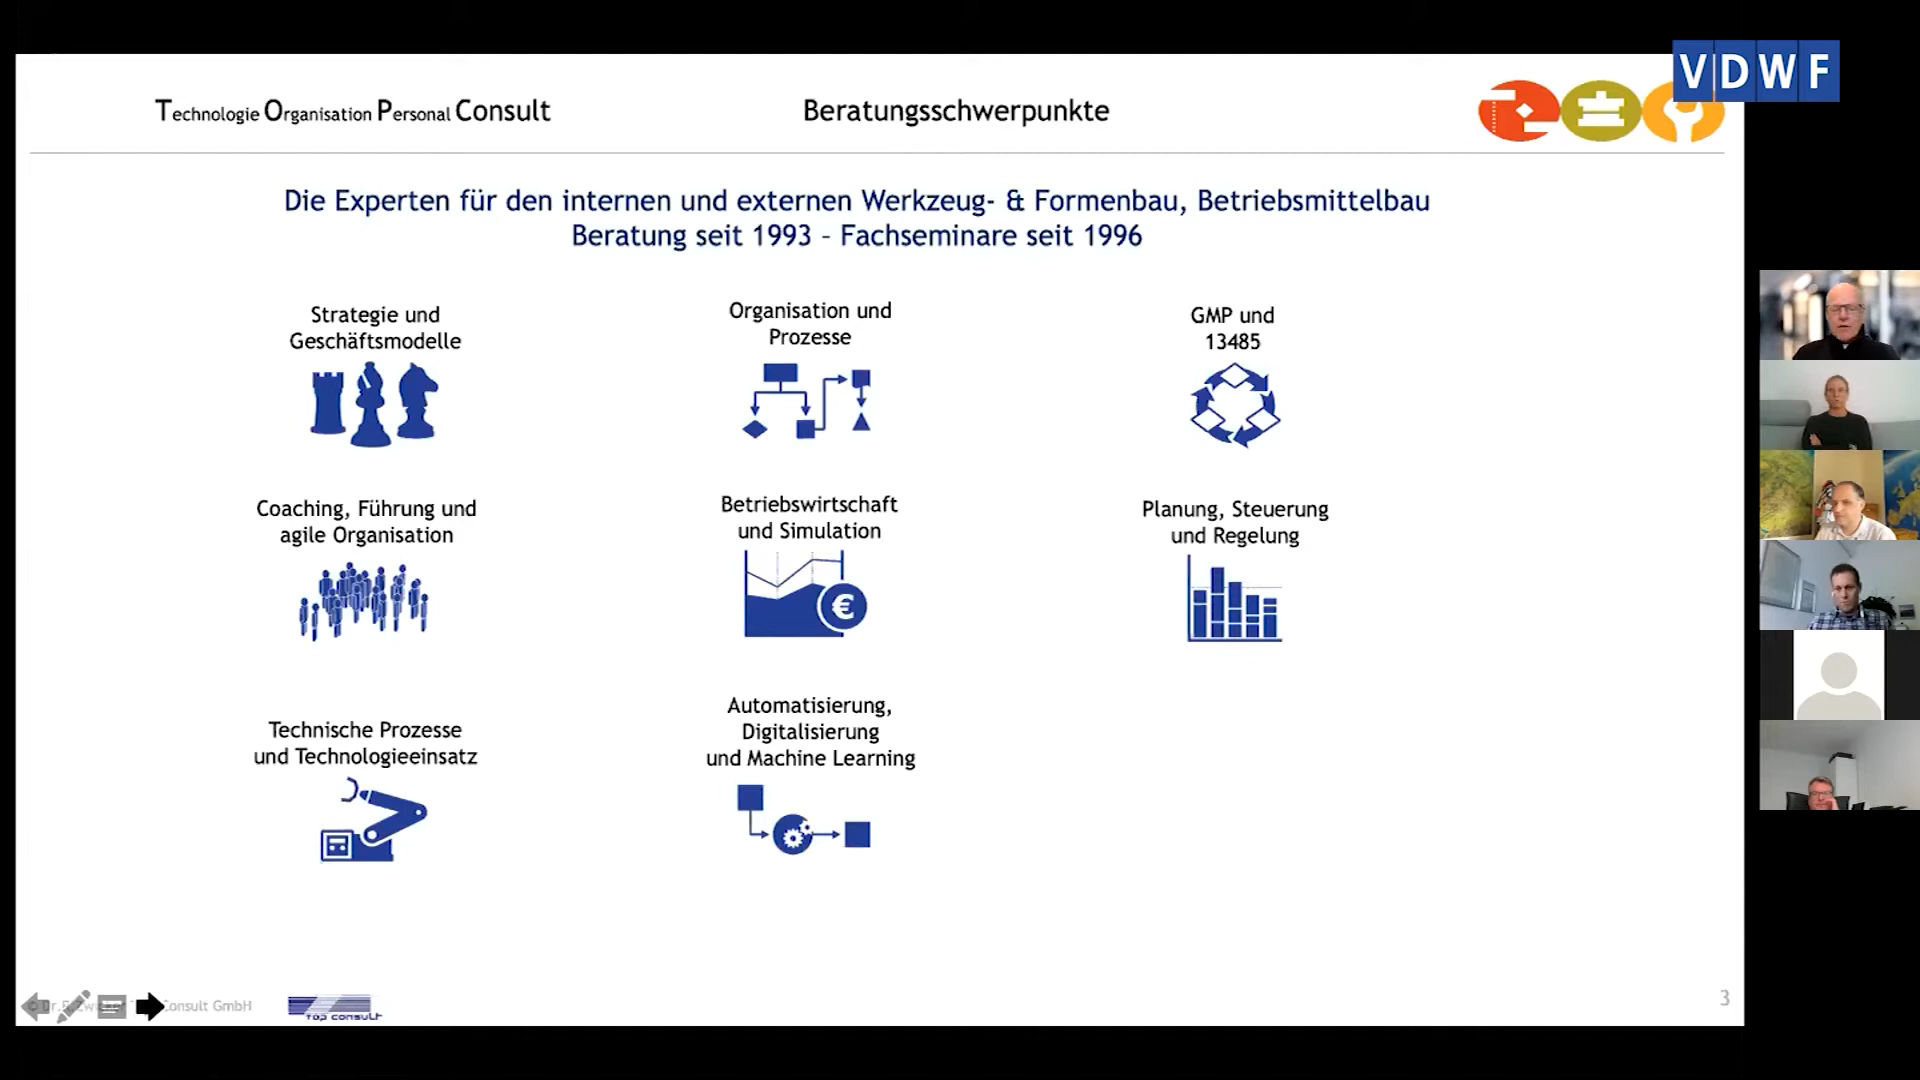 Technologie Organisation Personal Consult
Beratungsschwerpunkte
VDWF
Die Experten für den internen und externen Werkzeug- & Formenbau, Betriebsmittelbau
Beratung seit 1993 – Fachseminare seit 1996
Strategie und
Geschäftsmodelle
Organisation und
Prozesse
GMP und
13485
Coaching, Führung und
agile Organisation
Betriebswirtschaft
und Simulation
€
Planung, Steuerung
und Regelung
Technische Prozesse
und Technologieeinsatz
Automatisierung,
Digitalisierung
und Machine Learning
Consult GmbH
TOP CONSULT
3